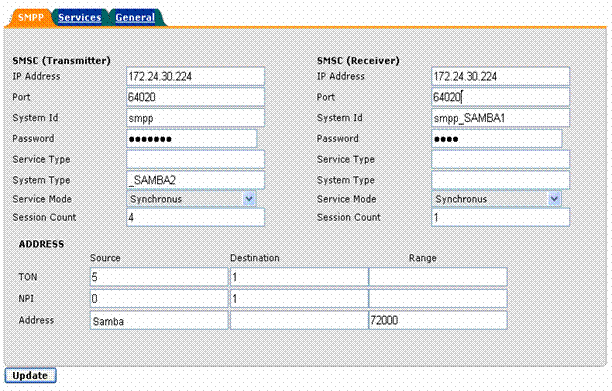 SMPP Services General
SMSC (Transmitter) SMSC (Receiver)
IP Address 172.24.30.224 IP Address 172.24.30.224
Port 64020 Port 64020
System Id smpp System Id smpp_SAMBA1
Password ●●●●●●● Password ●●●●
Service Type Service Type
System Type _SAMBA2 System Type
Service Mode Synchronus Service Mode Synchronus
Session Count 4 Session Count 1
ADDRESS
Source Destination Range
TON 5 1
NPI 0 1
Address Samba 72000
Update